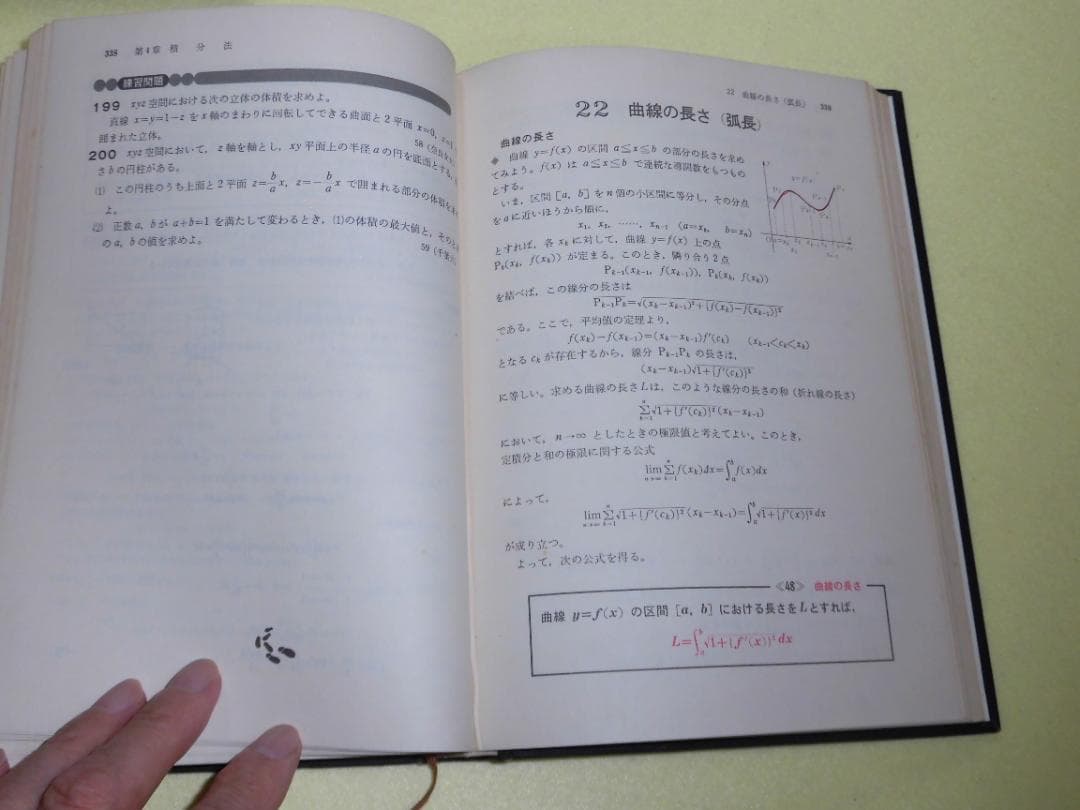 338 第4章 積分法
練習問題
199 xyz空間における次の立体の体積を求めよ。
直線 x=y=1−z を x軸のまわりに回転してできる曲面と2平面 x=0, x=1
囲まれた立体。
58
200 xyz空間において, z軸を軸とし, xy平面上の半径aの円を底面とする,
さbの円柱がある。
(1) この円柱のうち上面と2平面 z=b/a x, z=−b/a x で囲まれる部分の体積を
よ。
(2) 正数 a, b が a+b=1 を満たして変わるとき, (1)の体積の最大値と,
の a, b の値を求めよ。
59
22 曲線の長さ(弧長) 339
22 曲線の長さ(弧長)
曲線の長さ
◆ 曲線 y=f(x) の区間 a≦x≦b の部分の長さを求め
てみよう。f(x) は a≦x≦b で連続な導関数をもつもの
とする。
いま, 区間 [a, b] を n 個の小区間に等分し, その分点
を a に近いほうから順に,
x₁, x₂, ……, xₙ₋₁ (a=x₀, b=xₙ)
とすれば, 各 xₖ に対して, 曲線 y=f(x) 上の点
Pₖ(xₖ, f(xₖ)) が定まる。このとき, 隣り合う2点
Pₖ₋₁(xₖ₋₁, f(xₖ₋₁)), Pₖ(xₖ, f(xₖ))
を結べば, この線分の長さは
Pₖ₋₁Pₖ=√(xₖ−xₖ₋₁)²+{f(xₖ)−f(xₖ₋₁)}²
である。ここで, 平均値の定理より,
f(xₖ)−f(xₖ₋₁)=(xₖ−xₖ₋₁)f′(cₖ) (xₖ₋₁<cₖ<xₖ)
となる cₖ が存在するから, 線分 Pₖ₋₁Pₖ の長さは,
(xₖ−xₖ₋₁)√1+{f′(cₖ)}²
に等しい。求める曲線の長さLは, このような線分の長さの和(折れ線の長さ)
Σₖ₌₁ⁿ√1+{f′(cₖ)}²(xₖ−xₖ₋₁)
において, n→∞ としたときの極限値と考えてよい。このとき,
定積分と和の極限に関する公式
lim n→∞ Σₖ₌₁ⁿ f(xₖ)dx=∫ₐᵇ f(x)dx
によって,
lim n→∞ Σₖ₌₁ⁿ√1+{f′(cₖ)}²(xₖ−xₖ₋₁)=∫ₐᵇ√1+{f′(x)}²dx
が成り立つ。
よって, 次の公式を得る。
《48》 曲線の長さ
曲線 y=f(x) の区間 [a, b] における長さをLとすれば,
L=∫ₐᵇ√1+{f′(x)}²dx